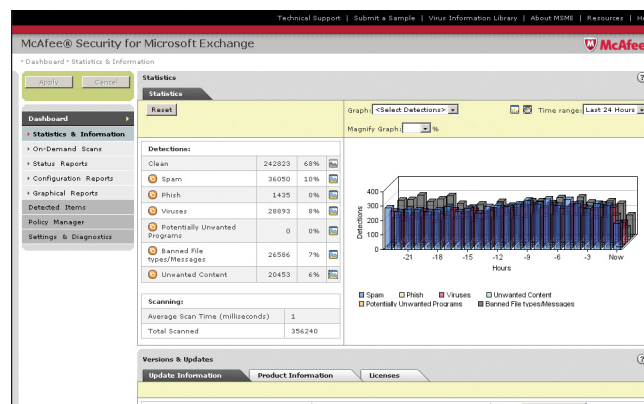 Technical Support | Submit a Sample | Virus Information Library | About MSME | Resources |
McAfee® Security for Microsoft Exchange
McAfee
Dashboard Statistics & Information
Apply Cancel
Dashboard
Statistics & Information
On-Demand Scans
Status Reports
Configuration Reports
Graphical Reports
Detected Items
Policy Manager
Settings & Diagnostics
Statistics
Statistics
Reset
Graph: <Select Detections> Time range: Last 24 Hours
Magnify Graph: %
Detections:
Clean 242823 68%
Spam 36050 10%
Phish 1435 0%
Viruses 28893 8%
Potentially Unwanted Programs 0 0%
Banned File types/Messages 26586 7%
Unwanted Content 20453 6%
Scanning:
Average Scan Time (milliseconds) 1
Total Scanned 356240
Detections
400
300
200
100
0
-21 -18 -15 -12 -9 -6 -3 Now
Hours
Spam Phish Viruses Unwanted Content
Potentially Unwanted Programs Banned File types/Messages
Versions & Updates
Update Information Product Information Licenses